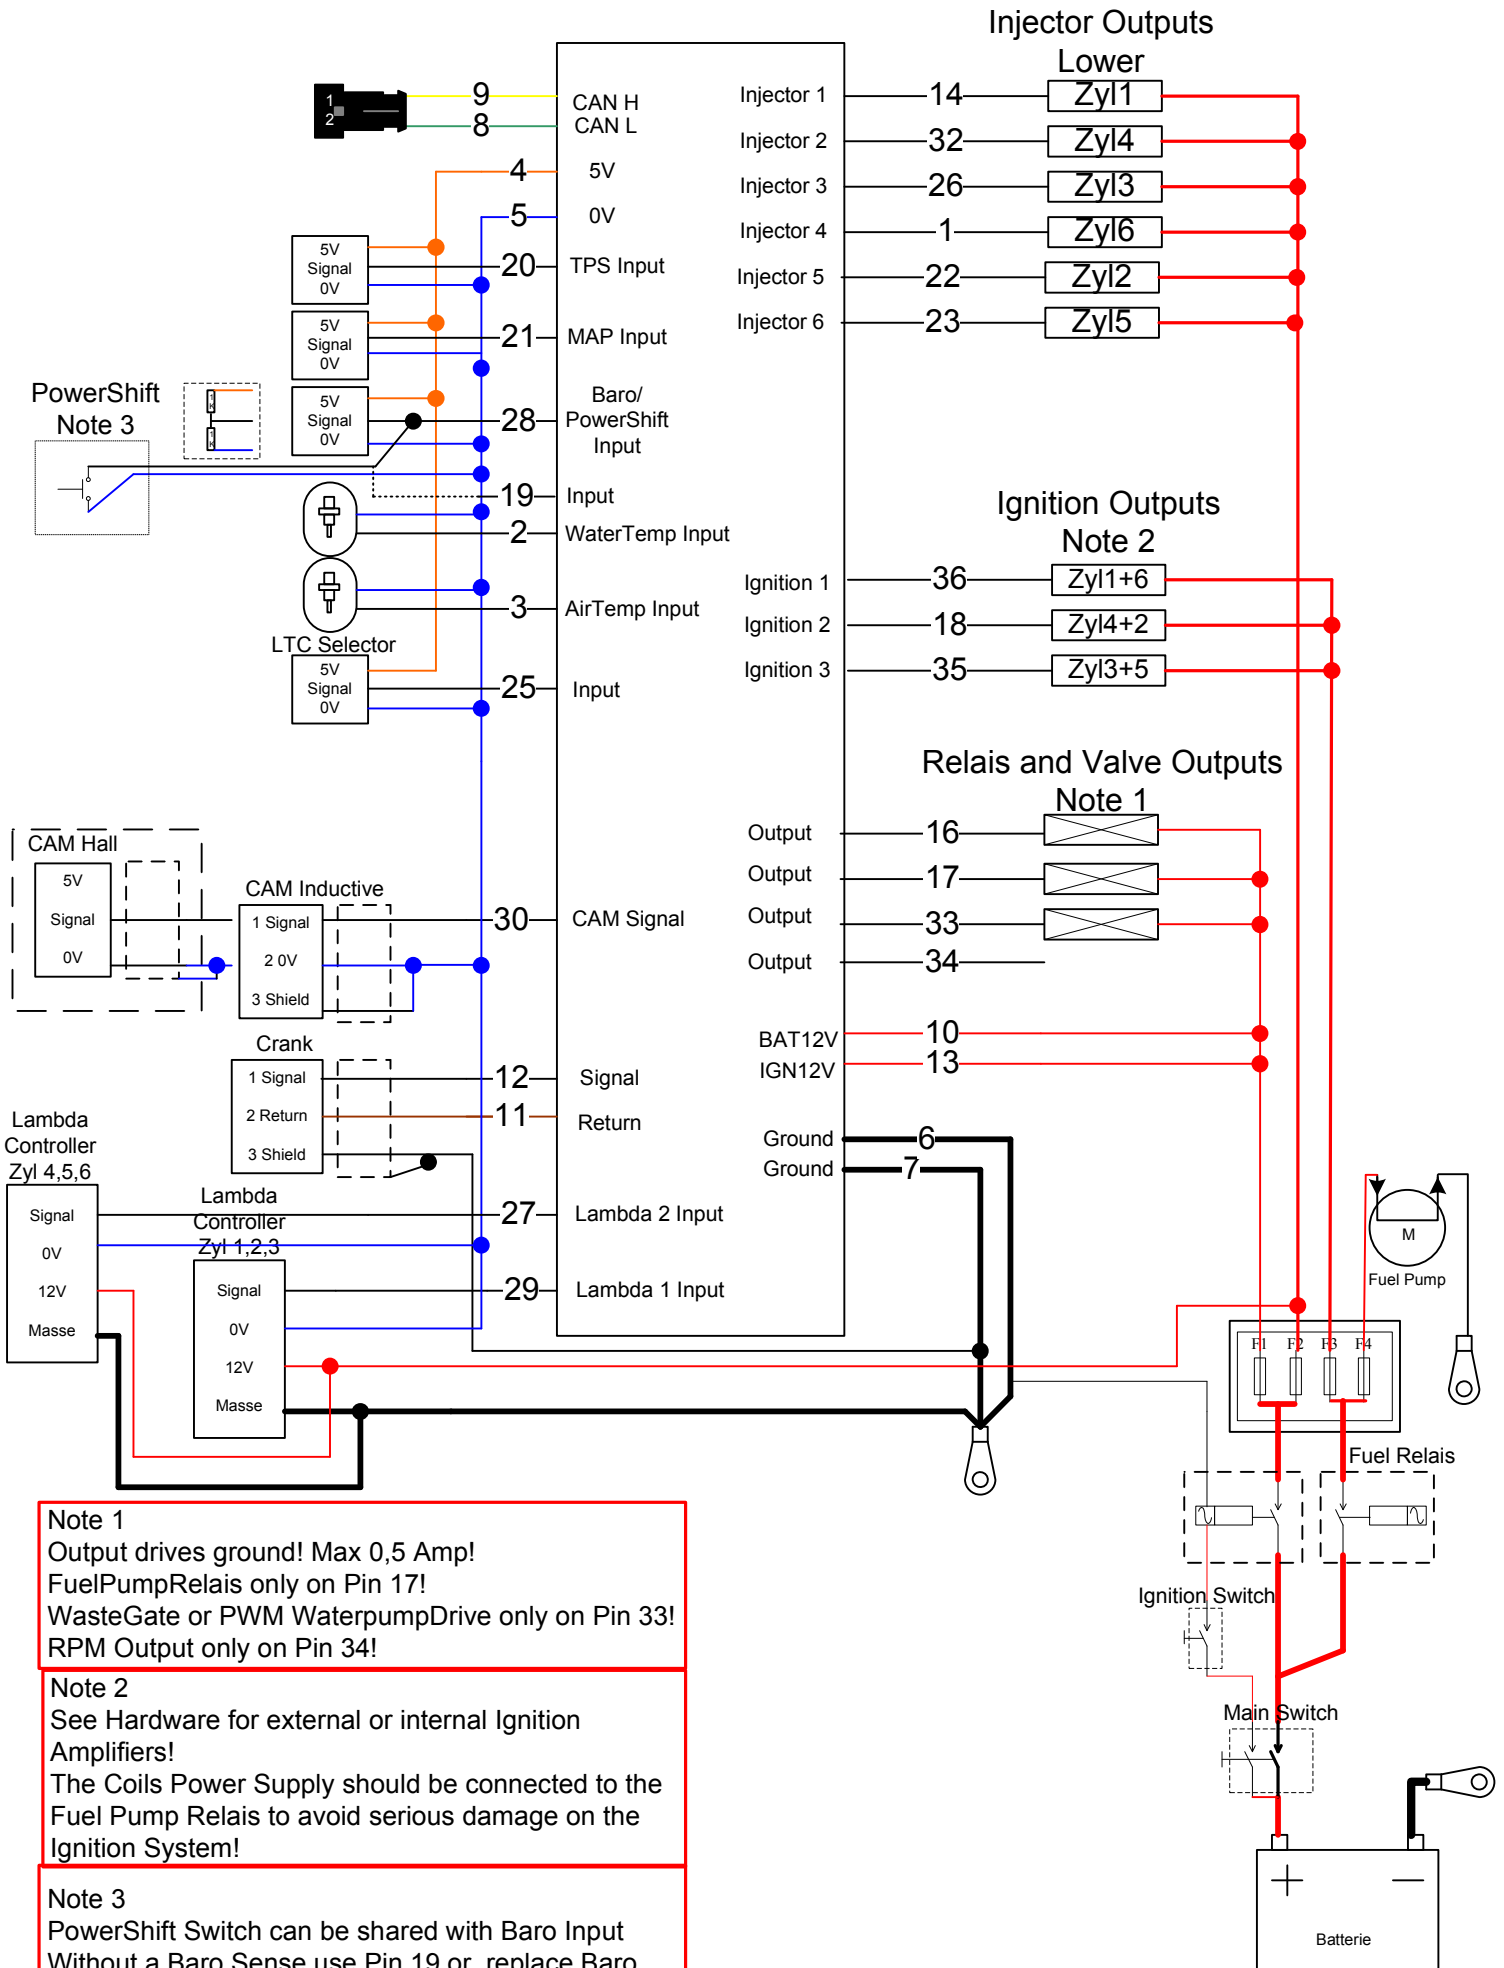 Injector Outputs
Lower
CAN H
CAN L
9
8
1
2
5V
4
0V
5
5V
Signal
0V
20
TPS Input
5V
Signal
0V
21
MAP Input
PowerShift
Note 3
1
K
1
K
5V
Signal
0V
28
Baro/
PowerShift
Input
19
Input
2
WaterTemp Input
3
AirTemp Input
LTC Selector
5V
Signal
0V
25
Input
CAM Hall
5V
Signal
0V
CAM Inductive
1 Signal
2 0V
3 Shield
30
CAM Signal
Crank
1 Signal
2 Return
3 Shield
12
Signal
11
Return
Lambda
Controller
Zyl 4,5,6
Signal
0V
12V
Masse
Lambda
Controller
Zyl 1,2,3
Signal
0V
12V
Masse
27
Lambda 2 Input
29
Lambda 1 Input
Injector 1
14
Zyl1
Injector 2
32
Zyl4
Injector 3
26
Zyl3
Injector 4
1
Zyl6
Injector 5
22
Zyl2
Injector 6
23
Zyl5
Ignition Outputs
Note 2
Ignition 1
36
Zyl1+6
Ignition 2
18
Zyl4+2
Ignition 3
35
Zyl3+5
Relais and Valve Outputs
Note 1
Output
16
Output
17
Output
33
Output
34
BAT12V
10
IGN12V
13
Ground
6
Ground
7
M
Fuel Pump
F1 F2 F3 F4
Fuel Relais
Ignition Switch
Main Switch
Batterie
Note 1
Output drives ground! Max 0,5 Amp!
FuelPumpRelais only on Pin 17!
WasteGate or PWM WaterpumpDrive only on Pin 33!
RPM Output only on Pin 34!
Note 2
See Hardware for external or internal Ignition
Amplifiers!
The Coils Power Supply should be connected to the
Fuel Pump Relais to avoid serious damage on the
Ignition System!
Note 3
PowerShift Switch can be shared with Baro Input
Without a Baro Sense use Pin 19 or replace Baro